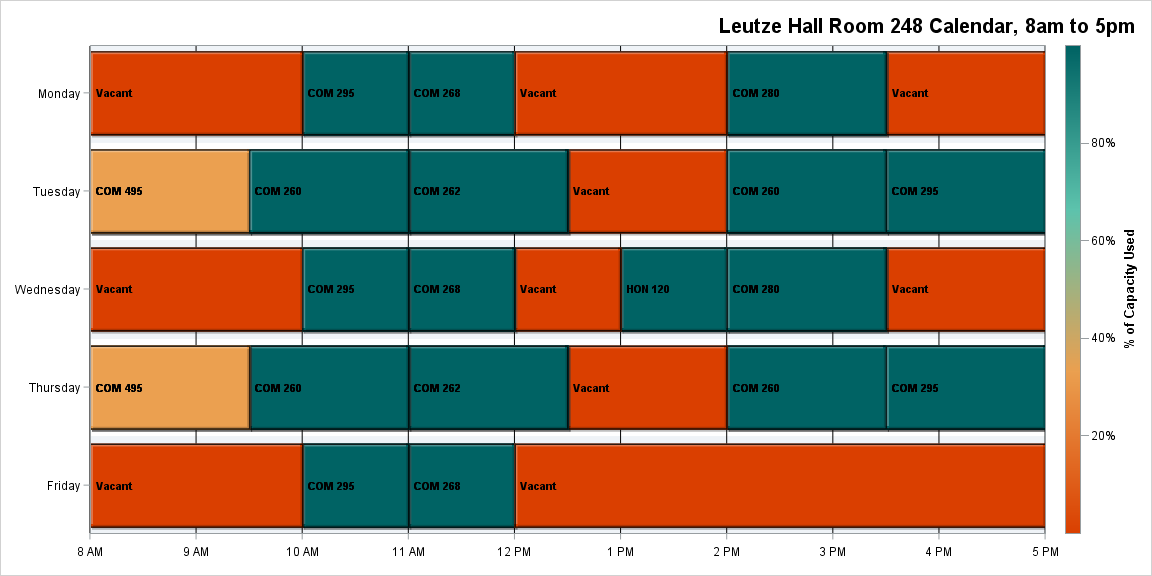 Leutze Hall Room 248 Calendar, 8am to 5pm
Monday
Vacant
COM 295
COM 268
Vacant
COM 280
Vacant
Tuesday
COM 495
COM 260
COM 262
Vacant
COM 260
COM 295
Wednesday
Vacant
COM 295
COM 268
Vacant
HON 120
COM 280
Vacant
Thursday
COM 495
COM 260
COM 262
Vacant
COM 260
COM 295
Friday
Vacant
COM 295
COM 268
Vacant
8 AM
9 AM
10 AM
11 AM
12 PM
1 PM
2 PM
3 PM
4 PM
5 PM
80%
60%
40%
20%
% of Capacity Used